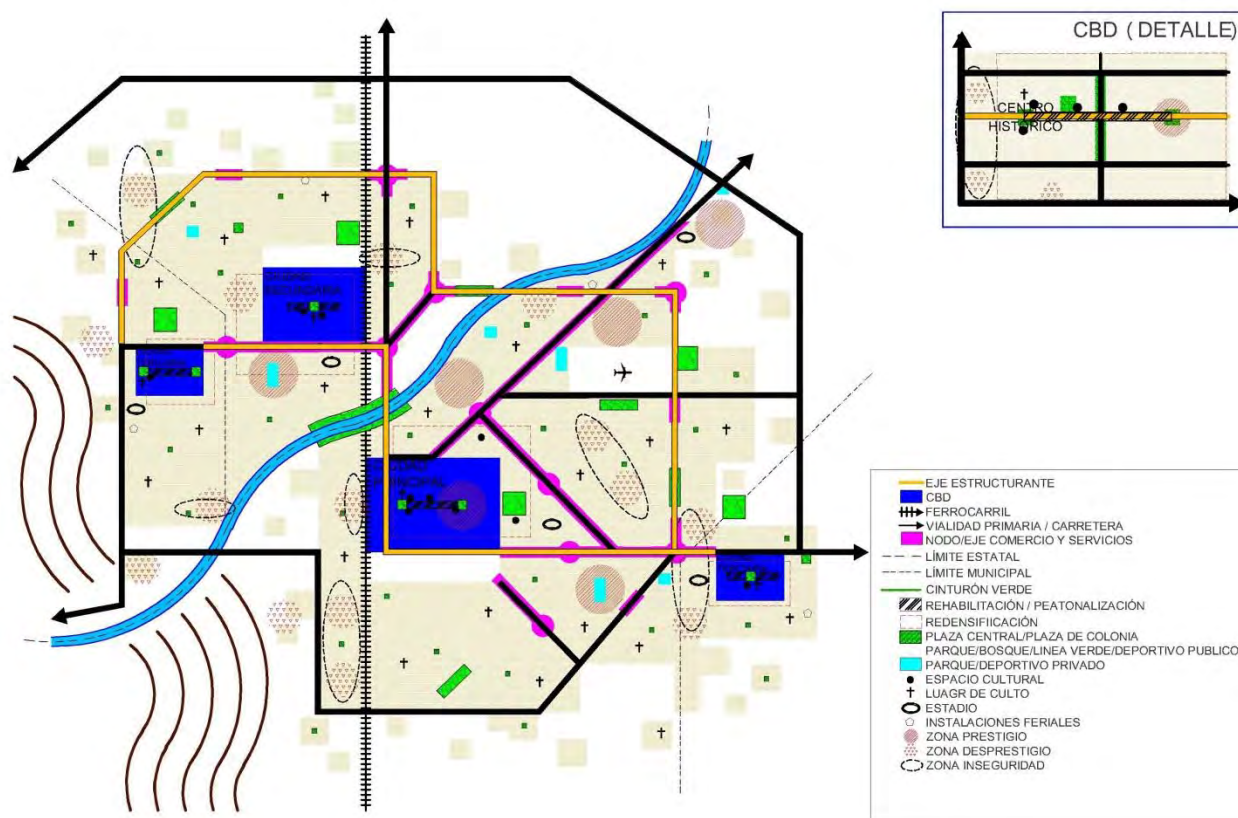 CBD ( DETALLE)
CENTRO
HISTÓRICO
CIUDAD
PRINCIPAL
EJE ESTRUCTURANTE
CBD
FERROCARRIL
VIALIDAD PRIMARIA / CARRETERA
NODO/EJE COMERCIO Y SERVICIOS
LÍMITE ESTATAL
LÍMITE MUNICIPAL
CINTURÓN VERDE
REHABILITACIÓN / PEATONALIZACIÓN
REDENSIFIICACIÓN
PLAZA CENTRAL/PLAZA DE COLONIA
PARQUE/BOSQUE/LINEA VERDE/DEPORTIVO PUBLICO
PARQUE/DEPORTIVO PRIVADO
ESPACIO CULTURAL
LUAGR DE CULTO
ESTADIO
INSTALACIONES FERIALES
ZONA PRESTIGIO
ZONA DESPRESTIGIO
ZONA INSEGURIDAD